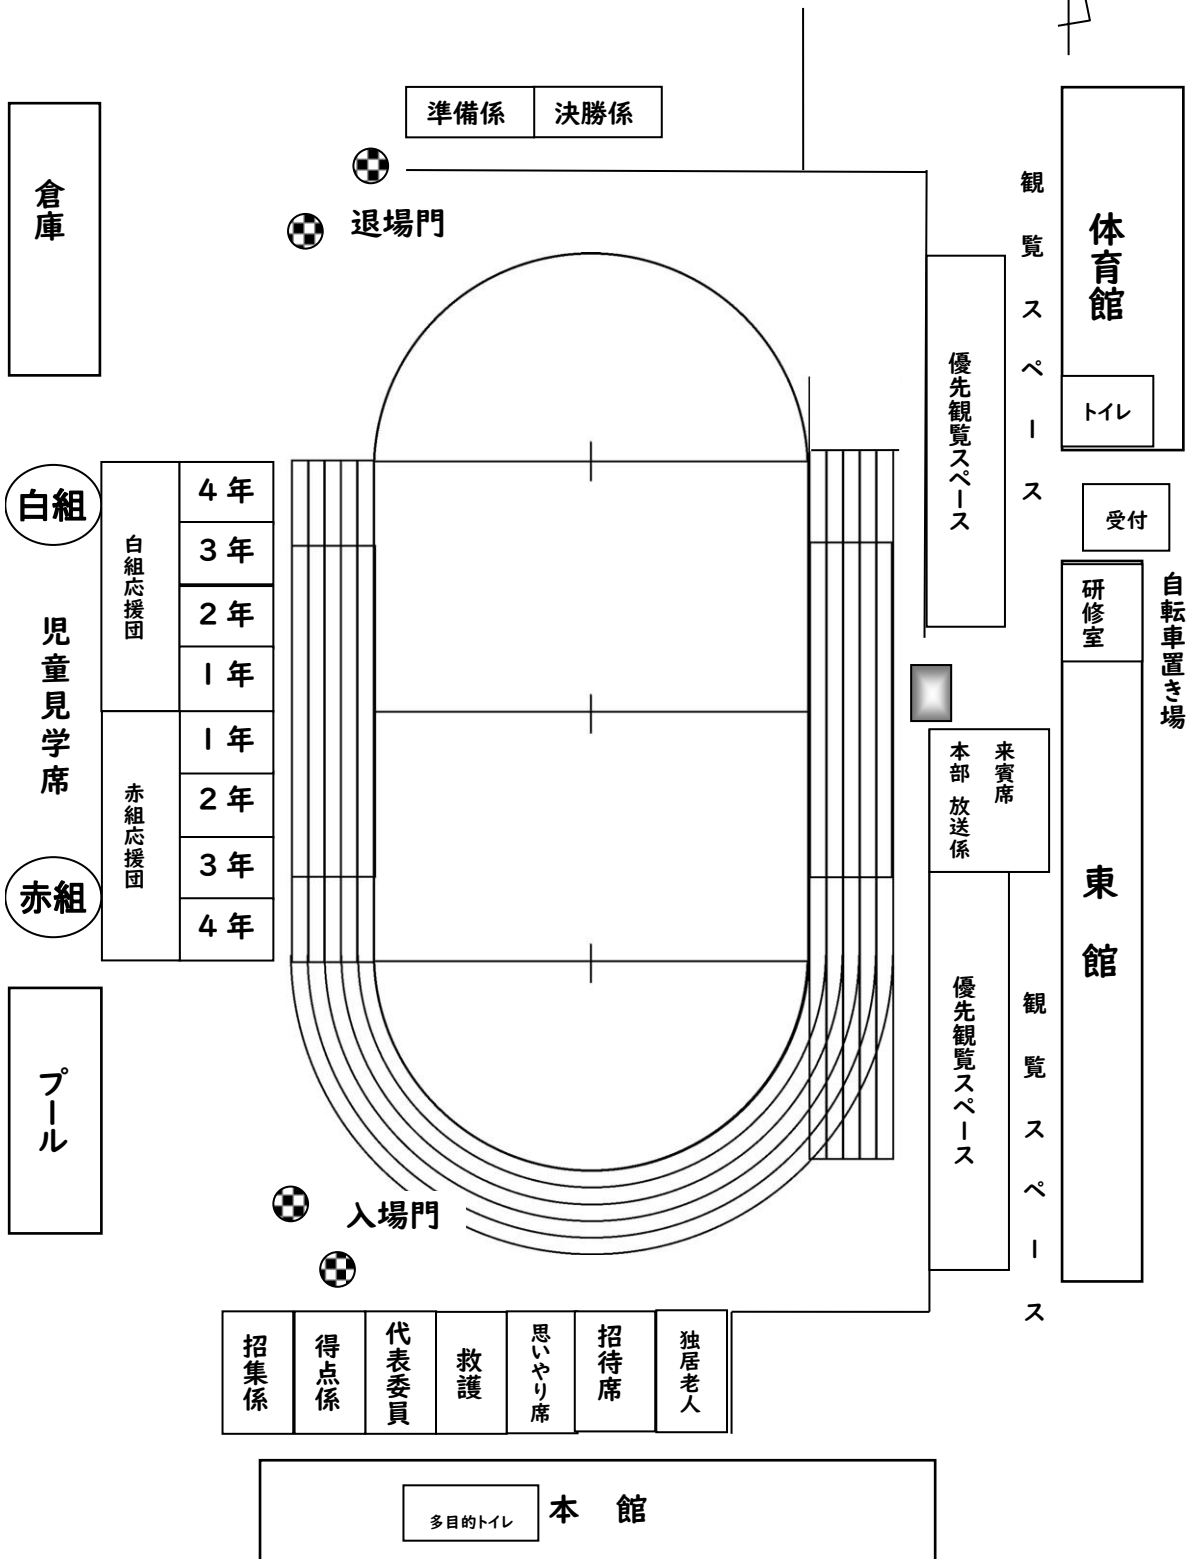 準備係
決勝係
倉庫
退場門
観覧スペース
体育館
優先観覧スペース
トイレ
白組
白組応援団
4年
3年
2年
1年
受付
研修室
自転車置き場
児童見学席
赤組応援団
1年
2年
3年
4年
来賓席
本部 放送係
赤組
東館
プール
優先観覧スペース
観覧スペース
入場門
招集係
得点係
代表委員
救護
思いやり席
招待席
独居老人
多目的トイレ
本 館